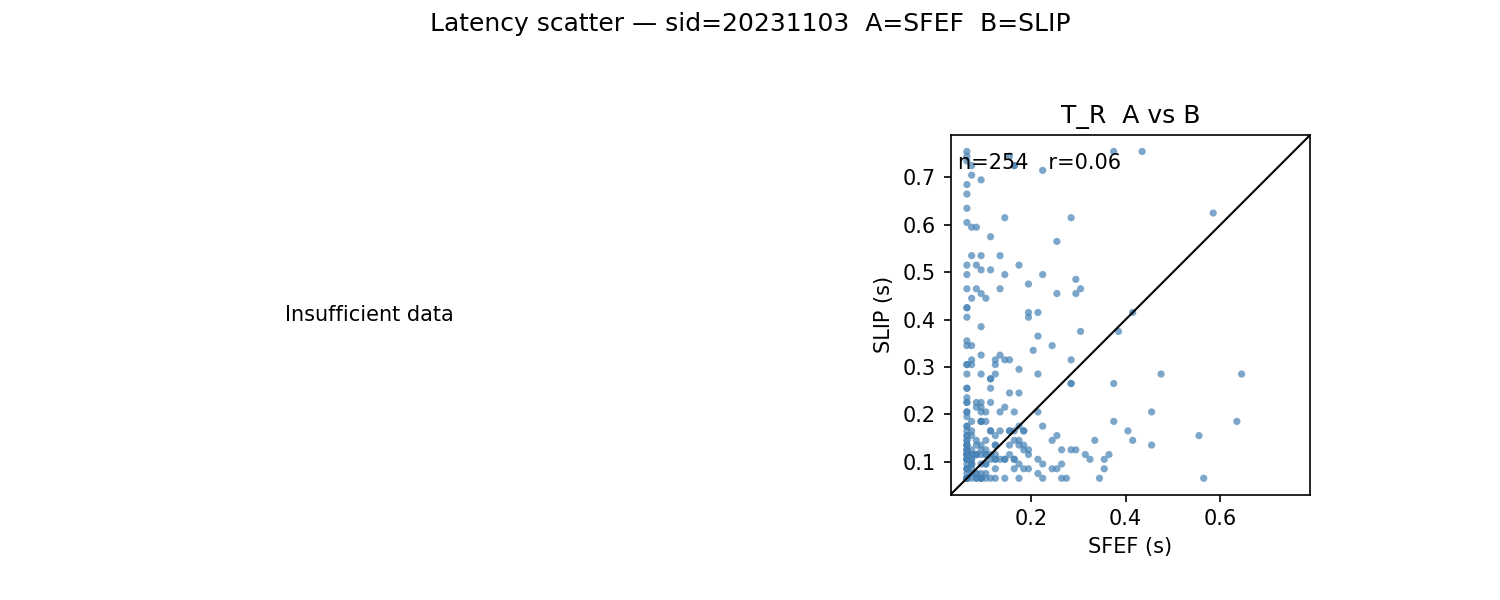 Latency scatter — sid=20231103  A=SFEF  B=SLIP
Insufficient data
T_R  A vs B
n=254   r=0.06
0.7
0.6
0.5
0.4
0.3
0.2
0.1
SLIP (s)
0.2 0.4 0.6
SFEF (s)